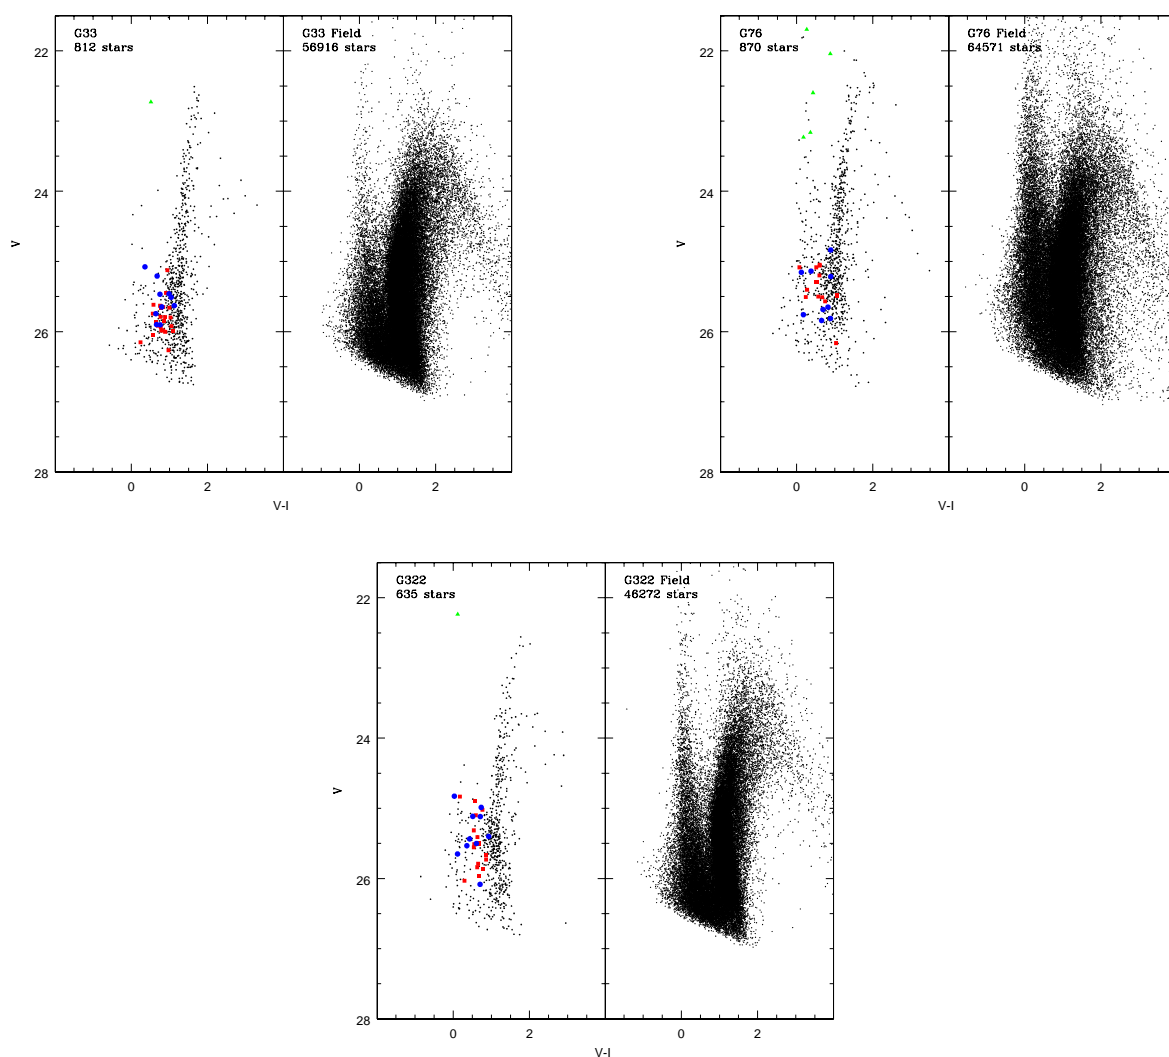 G33
812 stars
G33 Field
56916 stars
22
24
26
28
V
0
2
0
2
V-I
G76
870 stars
G76 Field
64571 stars
22
24
26
28
V
0
2
0
2
V-I
G322
635 stars
G322 Field
46272 stars
22
24
26
28
V
0
2
0
2
V-I